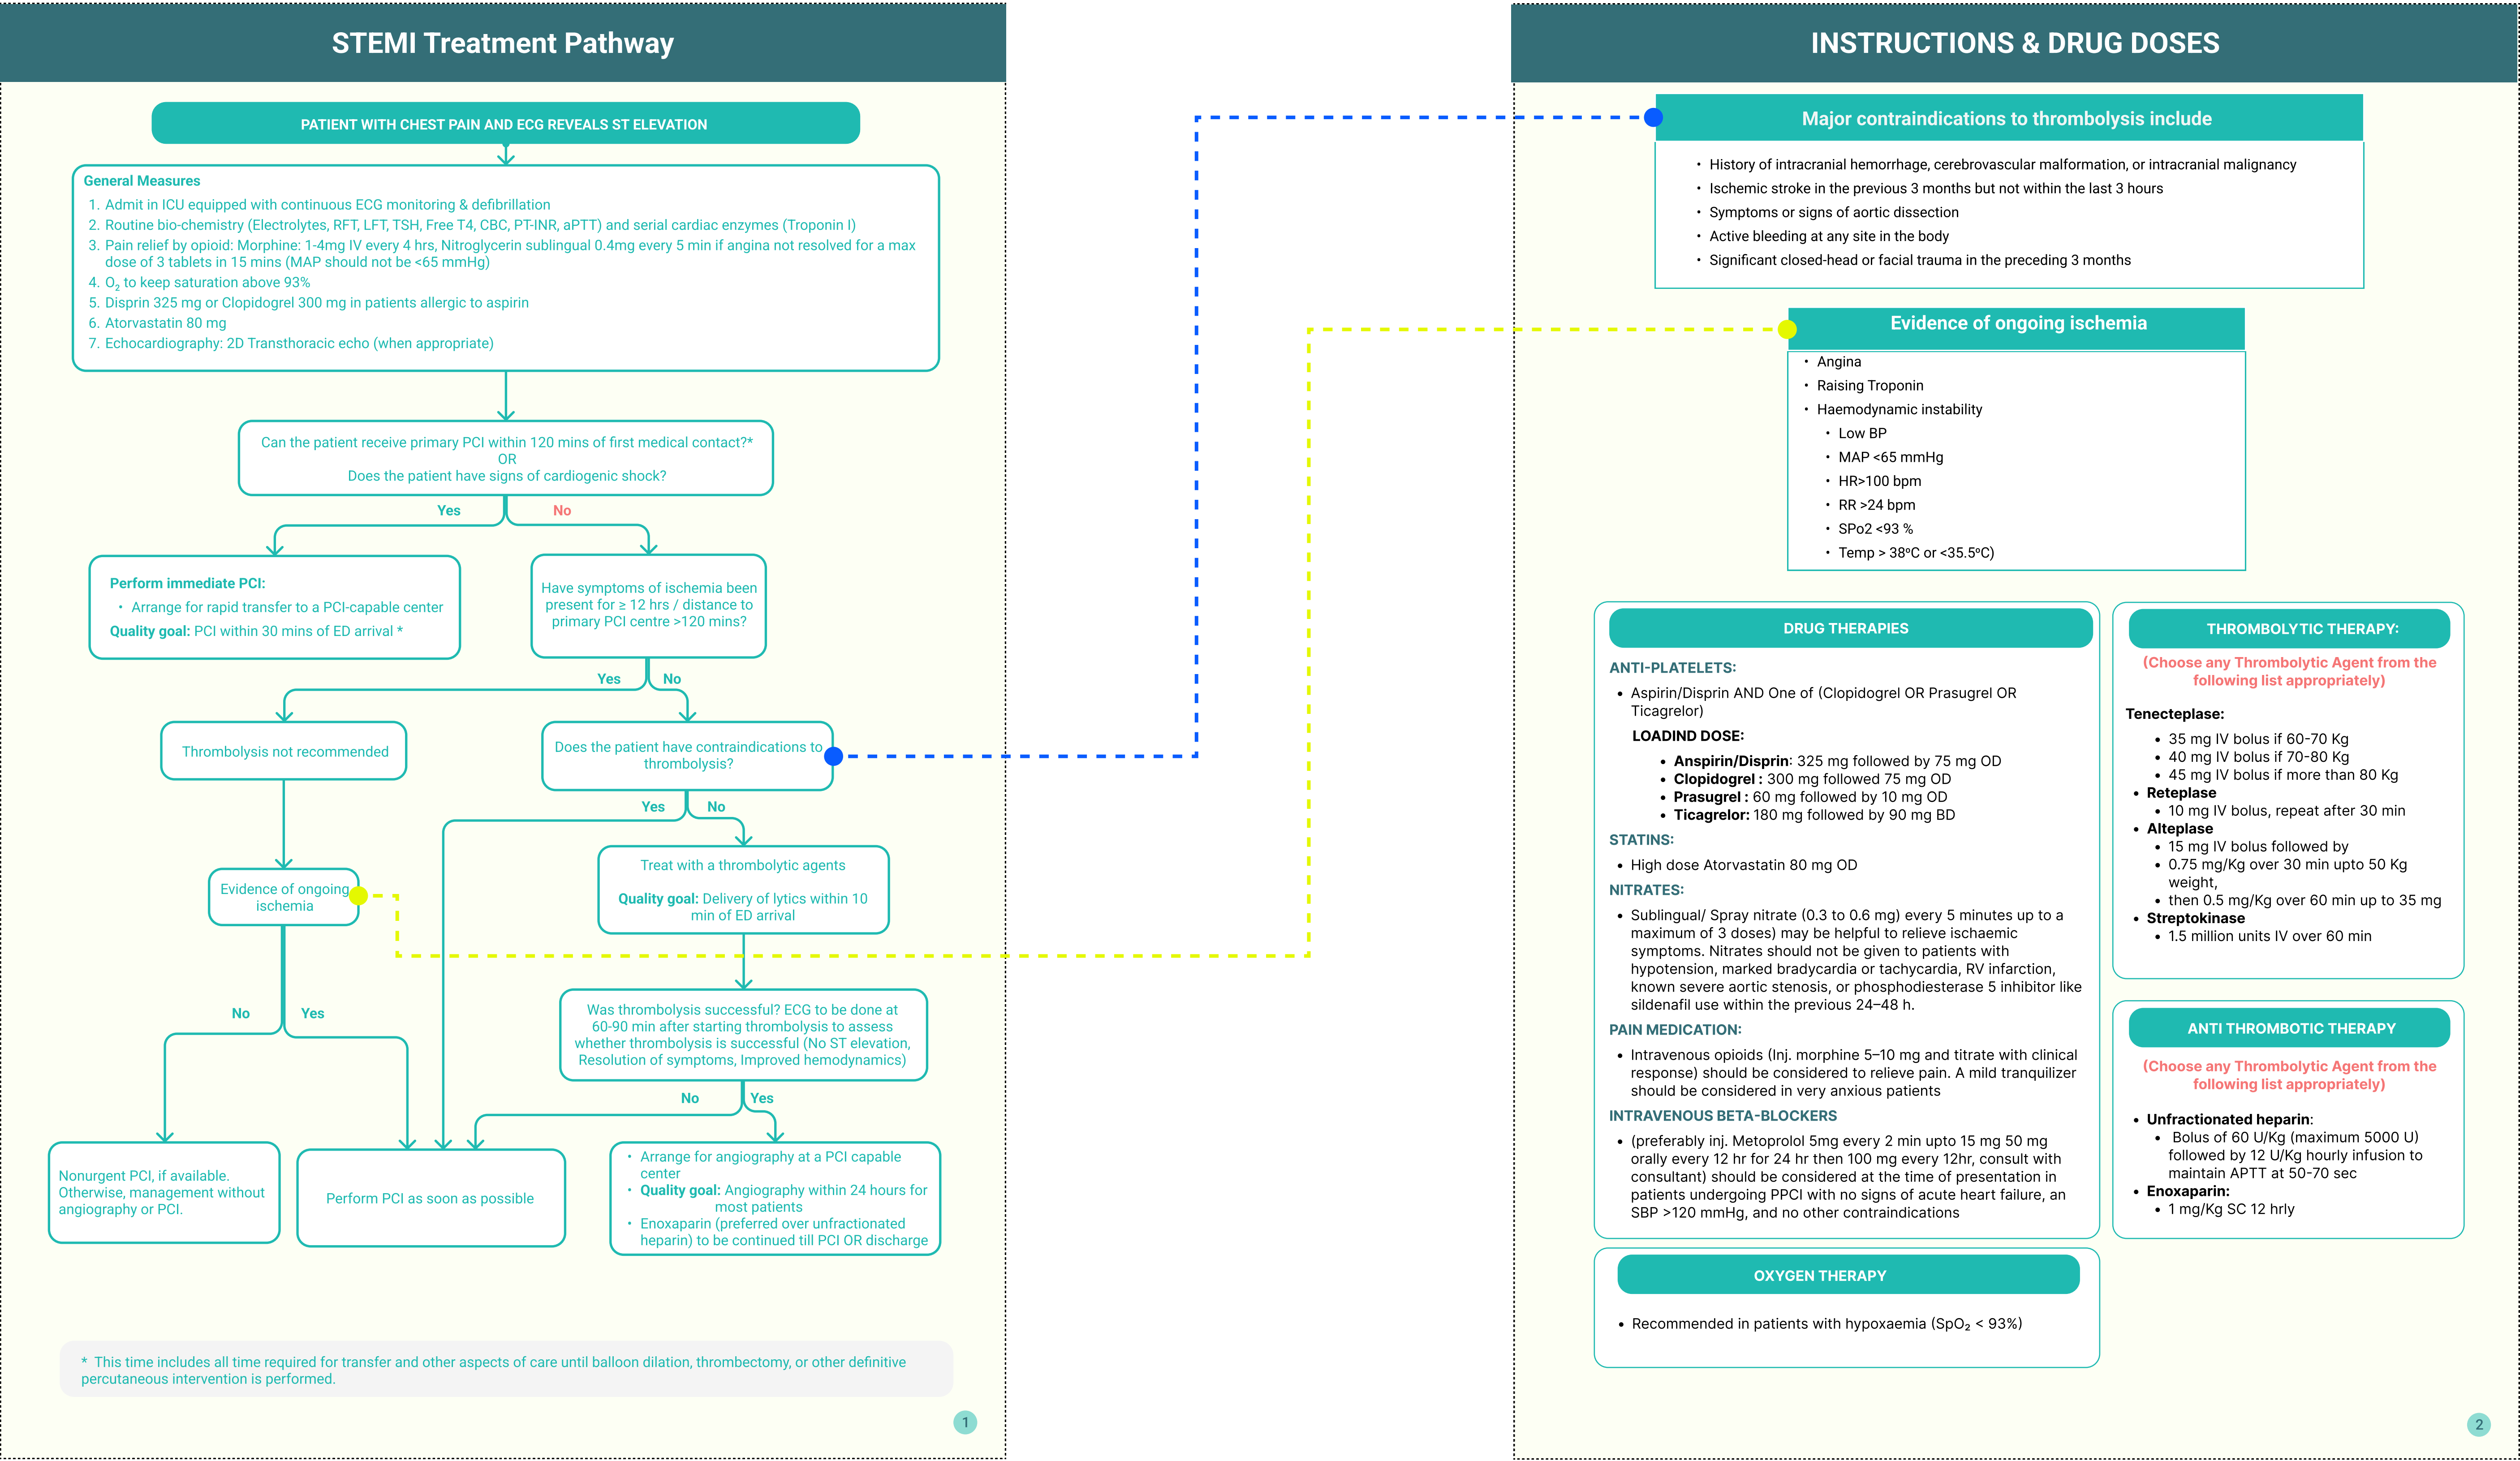 STEMI Treatment Pathway
PATIENT WITH CHEST PAIN AND ECG REVEALS ST ELEVATION
General Measures
1. Admit in ICU equipped with continuous ECG monitoring & defibrillation
2. Routine bio-chemistry (Electrolytes, RFT, LFT, TSH, Free T4, CBC, PT-INR, aPTT) and serial cardiac enzymes (Troponin I)
3. Pain relief by opioid: Morphine: 1-4mg IV every 4 hrs, Nitroglycerin sublingual 0.4mg every 5 min if angina not resolved for a max
dose of 3 tablets in 15 mins (MAP should not be <65 mmHg)
4. O₂ to keep saturation above 93%
5. Disprin 325 mg or Clopidogrel 300 mg in patients allergic to aspirin
6. Atorvastatin 80 mg
7. Echocardiography: 2D Transthoracic echo (when appropriate)
Can the patient receive primary PCI within 120 mins of first medical contact?*
OR
Does the patient have signs of cardiogenic shock?
Yes
No
Perform immediate PCI:
• Arrange for rapid transfer to a PCI-capable center
Quality goal: PCI within 30 mins of ED arrival *
Have symptoms of ischemia been
present for ≥ 12 hrs / distance to
primary PCI centre >120 mins?
Yes
No
Thrombolysis not recommended
Does the patient have contraindications to
thrombolysis?
Yes
No
Treat with a thrombolytic agents
Quality goal: Delivery of lytics within 10
min of ED arrival
Evidence of ongoing
ischemia
No
Yes
Was thrombolysis successful? ECG to be done at
60-90 min after starting thrombolysis to assess
whether thrombolysis is successful (No ST elevation,
Resolution of symptoms, Improved hemodynamics)
No
Yes
Nonurgent PCI, if available.
Otherwise, management without
angiography or PCI.
Perform PCI as soon as possible
• Arrange for angiography at a PCI capable
center
• Quality goal: Angiography within 24 hours for
most patients
• Enoxaparin (preferred over unfractionated
heparin) to be continued till PCI OR discharge
* This time includes all time required for transfer and other aspects of care until balloon dilation, thrombectomy, or other definitive
percutaneous intervention is performed.
1
INSTRUCTIONS & DRUG DOSES
Major contraindications to thrombolysis include
• History of intracranial hemorrhage, cerebrovascular malformation, or intracranial malignancy
• Ischemic stroke in the previous 3 months but not within the last 3 hours
• Symptoms or signs of aortic dissection
• Active bleeding at any site in the body
• Significant closed-head or facial trauma in the preceding 3 months
Evidence of ongoing ischemia
• Angina
• Raising Troponin
• Haemodynamic instability
• Low BP
• MAP <65 mmHg
• HR>100 bpm
• RR >24 bpm
• SPo2 <93 %
• Temp > 38ºC or <35.5ºC)
DRUG THERAPIES
ANTI-PLATELETS:
• Aspirin/Disprin AND One of (Clopidogrel OR Prasugrel OR
Ticagrelor)
LOADIND DOSE:
• Anspirin/Disprin: 325 mg followed by 75 mg OD
• Clopidogrel : 300 mg followed 75 mg OD
• Prasugrel : 60 mg followed by 10 mg OD
• Ticagrelor: 180 mg followed by 90 mg BD
STATINS:
• High dose Atorvastatin 80 mg OD
NITRATES:
• Sublingual/ Spray nitrate (0.3 to 0.6 mg) every 5 minutes up to a
maximum of 3 doses) may be helpful to relieve ischaemic
symptoms. Nitrates should not be given to patients with
hypotension, marked bradycardia or tachycardia, RV infarction,
known severe aortic stenosis, or phosphodiesterase 5 inhibitor like
sildenafil use within the previous 24–48 h.
PAIN MEDICATION:
• Intravenous opioids (Inj. morphine 5–10 mg and titrate with clinical
response) should be considered to relieve pain. A mild tranquilizer
should be considered in very anxious patients
INTRAVENOUS BETA-BLOCKERS
• (preferably inj. Metoprolol 5mg every 2 min upto 15 mg 50 mg
orally every 12 hr for 24 hr then 100 mg every 12hr, consult with
consultant) should be considered at the time of presentation in
patients undergoing PPCI with no signs of acute heart failure, an
SBP >120 mmHg, and no other contraindications
THROMBOLYTIC THERAPY:
(Choose any Thrombolytic Agent from the
following list appropriately)
Tenecteplase:
• 35 mg IV bolus if 60-70 Kg
• 40 mg IV bolus if 70-80 Kg
• 45 mg IV bolus if more than 80 Kg
• Reteplase
• 10 mg IV bolus, repeat after 30 min
• Alteplase
• 15 mg IV bolus followed by
• 0.75 mg/Kg over 30 min upto 50 Kg
weight,
• then 0.5 mg/Kg over 60 min up to 35 mg
• Streptokinase
• 1.5 million units IV over 60 min
ANTI THROMBOTIC THERAPY
(Choose any Thrombolytic Agent from the
following list appropriately)
• Unfractionated heparin:
• Bolus of 60 U/Kg (maximum 5000 U)
followed by 12 U/Kg hourly infusion to
maintain APTT at 50-70 sec
• Enoxaparin:
• 1 mg/Kg SC 12 hrly
OXYGEN THERAPY
• Recommended in patients with hypoxaemia (SpO₂ < 93%)
2